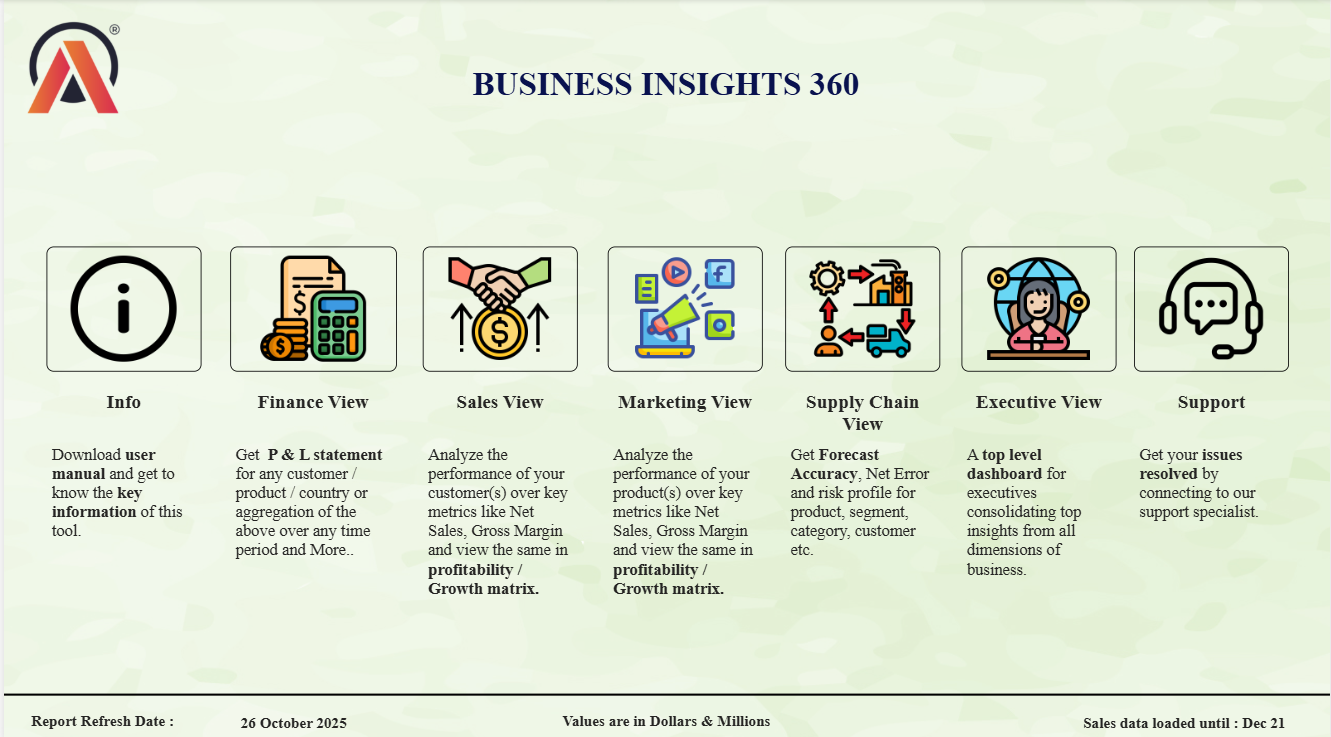 ®
BUSINESS INSIGHTS 360
Info
Download user
manual and get to
know the key
information of this
tool.
Finance View
Get P & L statement
for any customer /
product / country or
aggregation of the
above over any time
period and More..
Sales View
Analyze the
performance of your
customer(s) over key
metrics like Net
Sales, Gross Margin
and view the same in
profitability /
Growth matrix.
Marketing View
Analyze the
performance of your
product(s) over key
metrics like Net
Sales, Gross Margin
and view the same in
profitability /
Growth matrix.
Supply Chain
View
Get Forecast
Accuracy, Net Error
and risk profile for
product, segment,
category, customer
etc.
Executive View
A top level
dashboard for
executives
consolidating top
insights from all
dimensions of
business.
Support
Get your issues
resolved by
connecting to our
support specialist.
Report Refresh Date : 26 October 2025
Values are in Dollars & Millions
Sales data loaded until : Dec 21